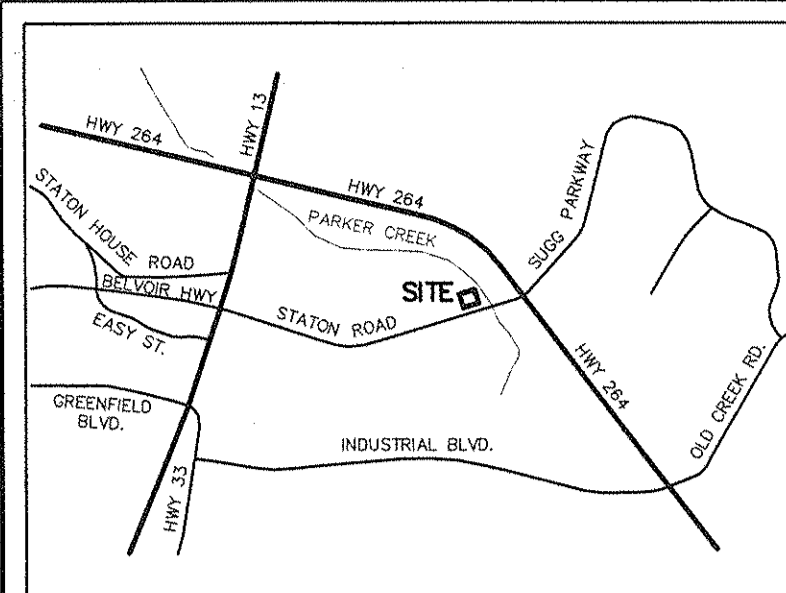 HWY 13
HWY 264
HWY 264
SUGG PARKWAY
STATON HOUSE ROAD
PARKER CREEK
BELVOIR HWY
SITE
EASY ST.
STATON ROAD
HWY 264
OLD CREEK RD.
GREENFIELD
BLVD.
INDUSTRIAL BLVD.
HWY 33